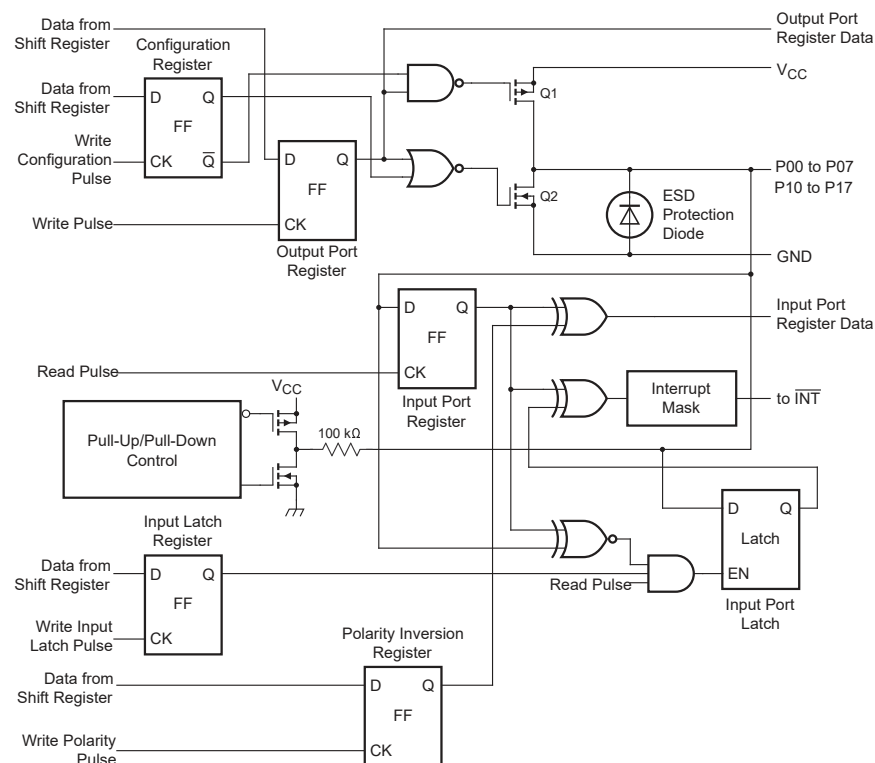 Data from
Shift Register
Output Port
Register Data
Configuration
Register
VCC
Data from
Shift Register
D
Q
FF
CK
Q
Q1
Write
Configuration
Pulse
D
Q
FF
CK
P00 to P07
P10 to P17
Q2
ESD
Protection
Diode
Write Pulse
Output Port
Register
GND
D
Q
FF
CK
Input Port
Register Data
Read Pulse
Input Port
Register
Interrupt
Mask
to INT
VCC
Pull-Up/Pull-Down
Control
100 kΩ
D
Q
Latch
EN
Input Latch
Register
Data from
Shift Register
D
Q
FF
CK
Read Pulse
Input Port
Latch
Write Input
Latch Pulse
Polarity Inversion
Register
Data from
Shift Register
D
Q
FF
CK
Write Polarity
Pulse